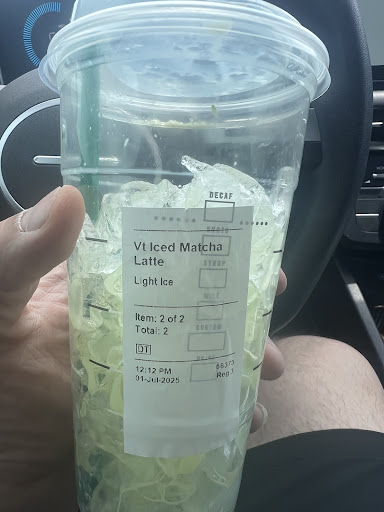 DECAF
Vt Iced Matcha
Latte
Light Ice
Item: 2 of 2
Total: 2
DT
12:12 PM
01-Jul-2025
Reg 1